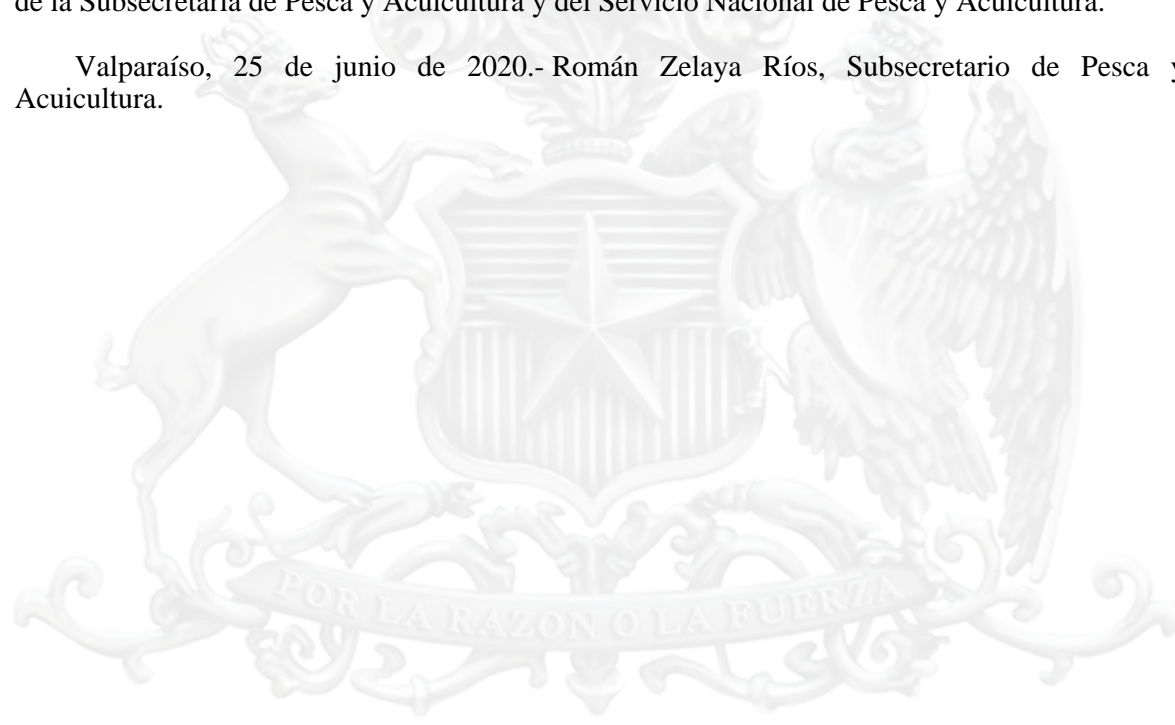 de la Subsecretaría de Pesca y Acuicultura y del Servicio Nacional de Pesca y Acuicultura.
Valparaíso, 25 de junio de 2020.- Román Zelaya Ríos, Subsecretario de Pesca y
Acuicultura.
POR LA RAZON O LA FUERZA